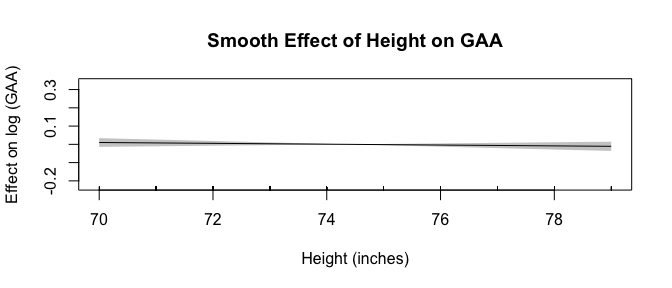 Smooth Effect of Height on GAA
Effect on log (GAA)
0.3
0.1
-0.2
70 72 74 76 78
Height (inches)